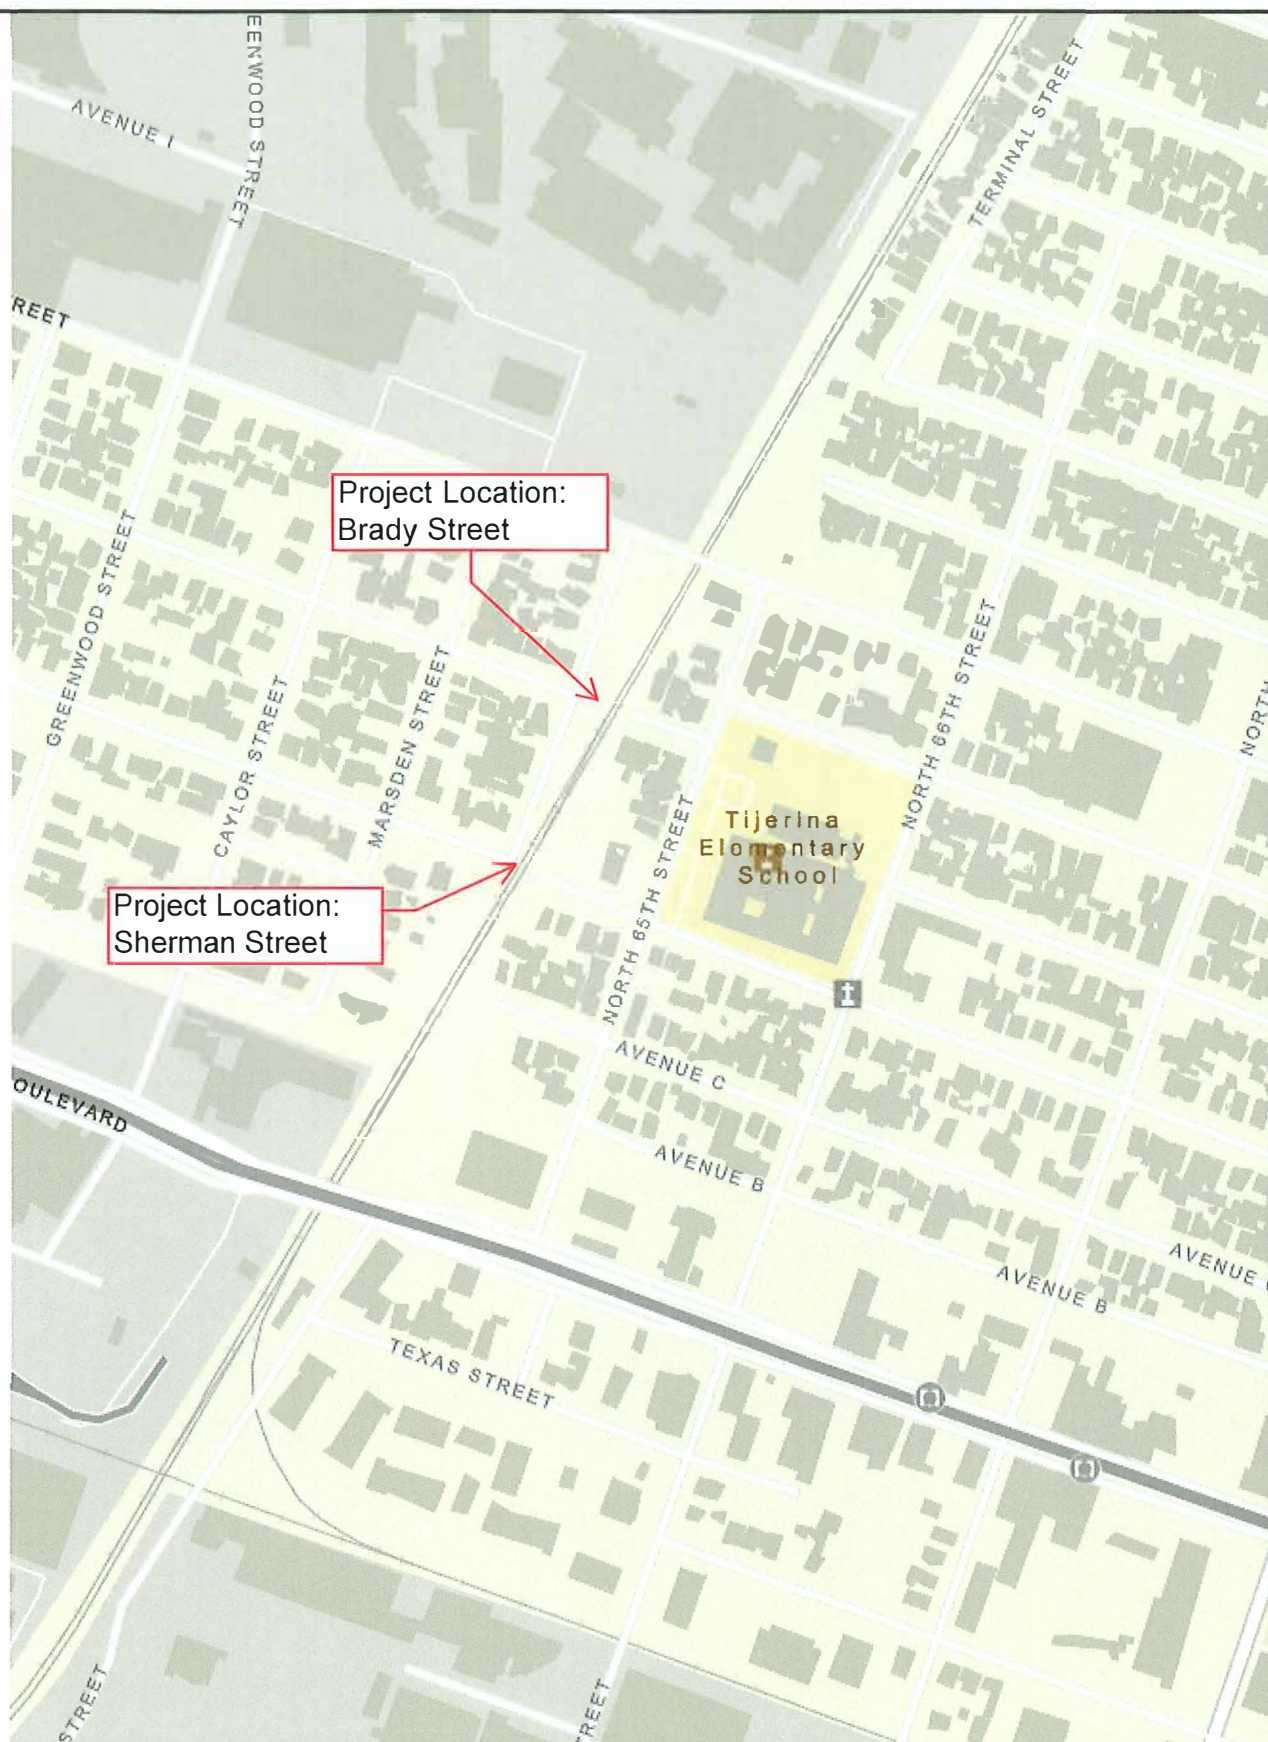 EENWOOD STREET
AVENUE I
TERMINAL STREET
REET
Project Location:
Brady Street
GREENWOOD STREET
CAYLOR STREET
MARSDEN STREET
NORTH 66TH STREET
NORTH
NORTH 65TH STREET
Tijerina
Elomontary
School
Project Location:
Sherman Street
AVENUE C
OULEVARD
AVENUE B
AVENUE B
AVENUE
TEXAS STREET
STREET
REET